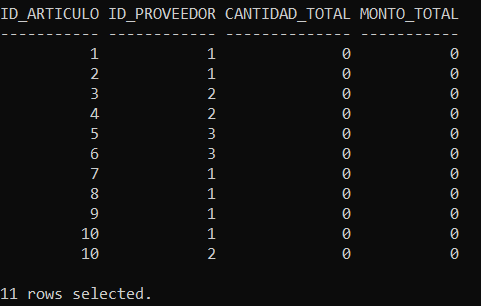 ID_ARTICULO ID_PROVEEDOR CANTIDAD_TOTAL MONTO_TOTAL
----------- ------------ -------------- -----------
          1            1              0           0
          2            1              0           0
          3            2              0           0
          4            2              0           0
          5            3              0           0
          6            3              0           0
          7            1              0           0
          8            1              0           0
          9            1              0           0
         10            1              0           0
         10            2              0           0
11 rows selected.